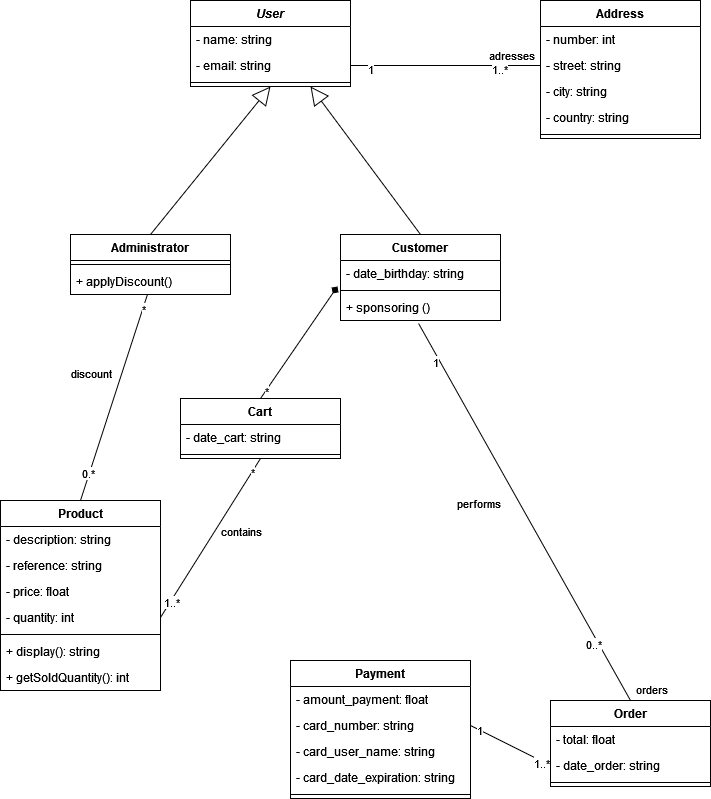 User
- name: string
- email: string
1
adresses
1..*
Address
- number: int
- street: string
- city: string
- country: string
Administrator
+ applyDiscount()
*
discount
0..*
Customer
- date_birthday: string
+ sponsoring ()
*
1
Cart
- date_cart: string
*
contains
1..*
performs
0..*
orders
Product
- description: string
- reference: string
- price: float
- quantity: int
+ display(): string
+ getSoldQuantity(): int
Payment
- amount_payment: float
- card_number: string
- card_user_name: string
- card_date_expiration: string
1
1..*
Order
- total: float
- date_order: string